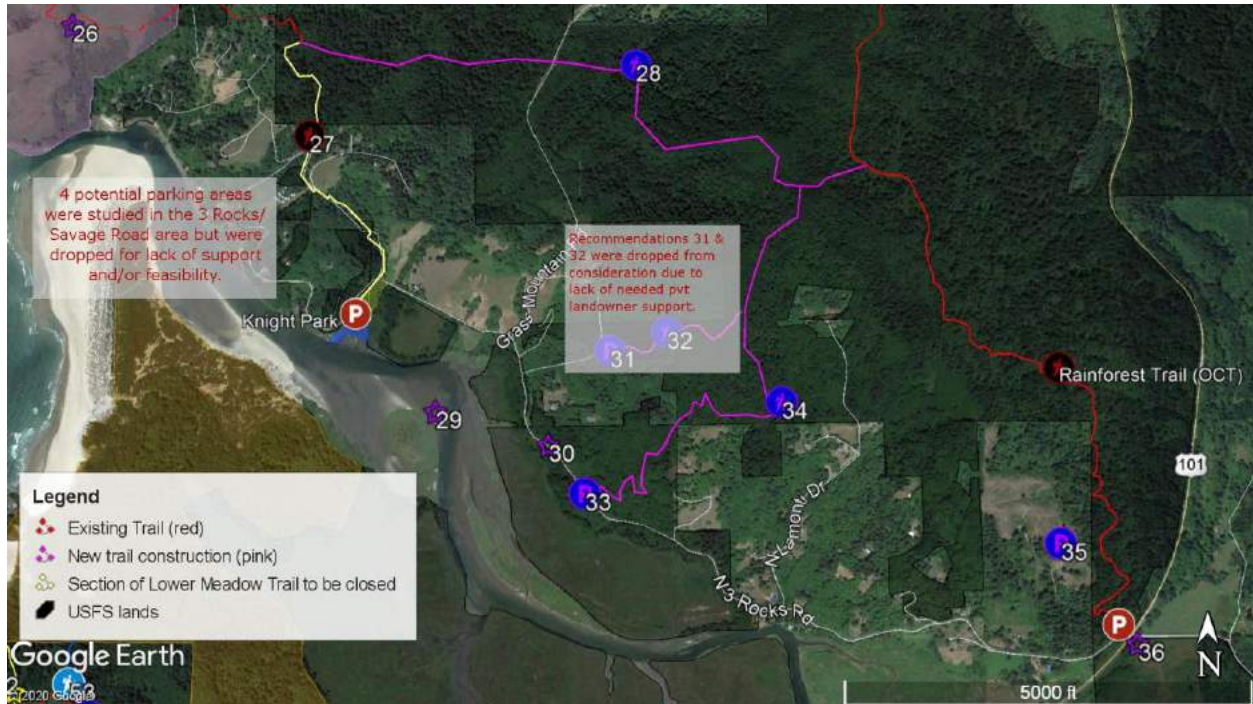 26
28
27
4 potential parking areas
were studied in the 3 Rocks/
Savage Road area but were
dropped for lack of support
and/or feasibility.
Recommendations 31 &
32 were dropped from
consideration due to
lack of needed pvt
landowner support.
Grass Mountain
P
Knight Park
32
P
31
Rainforest Trail (OCT)
29
34
30
101
P
33
Legend
Existing Trail (red)
New trail construction (pink)
Section of Lower Meadow Trail to be closed
USFS lands
N Lamont Dr
P
35
N 3 Rocks Rd
P
36
N
Google Earth
© 2020 Google
53
5000 ft